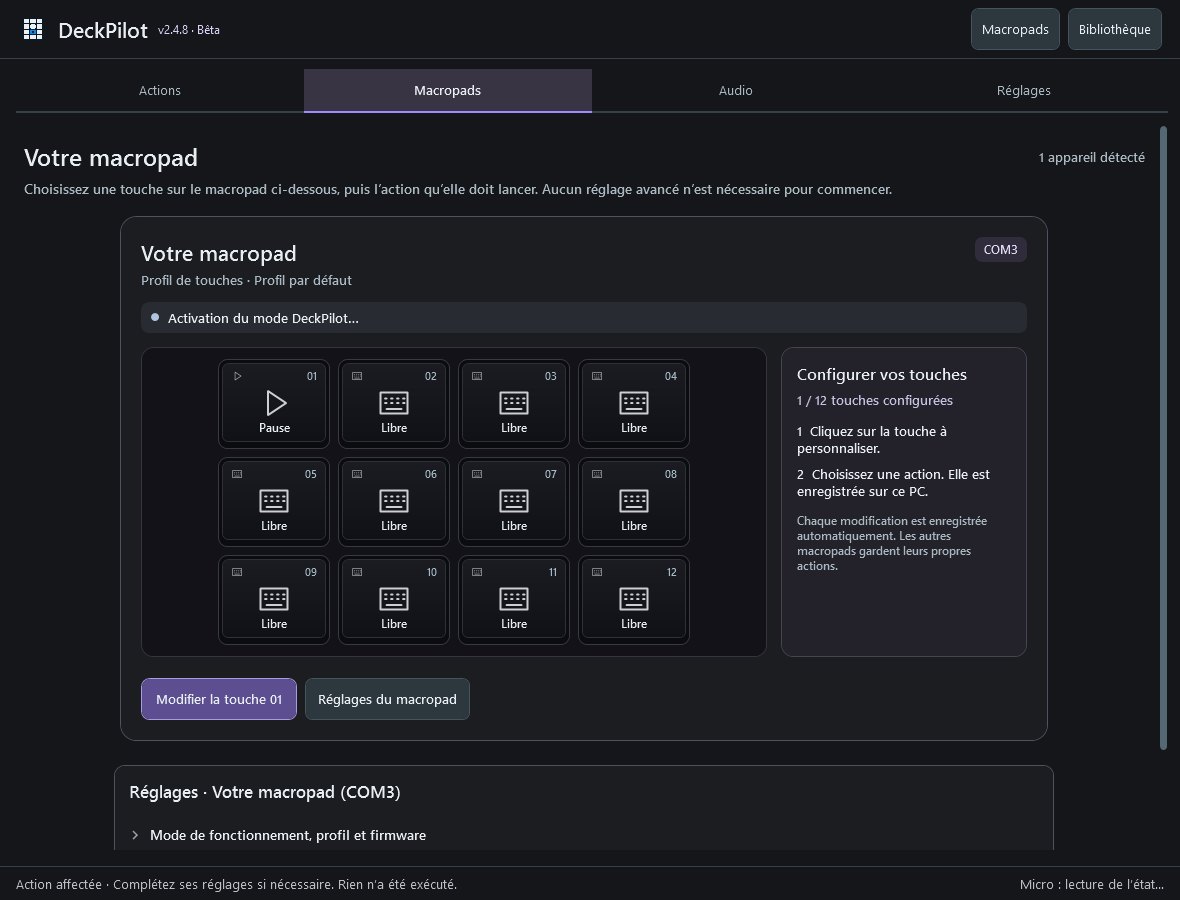 DeckPilot v2.4.8 · Bêta
Macropads
Bibliothèque
Actions
Macropads
Audio
Réglages
Votre macropad
1 appareil détecté
Choisissez une touche sur le macropad ci-dessous, puis l’action qu’elle doit lancer. Aucun réglage avancé n’est nécessaire pour commencer.
Votre macropad
COM3
Profil de touches · Profil par défaut
Activation du mode DeckPilot...
01
Pause
02
Libre
03
Libre
04
Libre
05
Libre
06
Libre
07
Libre
08
Libre
09
Libre
10
Libre
11
Libre
12
Libre
Configurer vos touches
1 / 12 touches configurées
1 Cliquez sur la touche à
personnaliser.
2 Choisissez une action. Elle est
enregistrée sur ce PC.
Chaque modification est enregistrée
automatiquement. Les autres
macropads gardent leurs propres
actions.
Modifier la touche 01
Réglages du macropad
Réglages · Votre macropad (COM3)
Mode de fonctionnement, profil et firmware
Action affectée · Complétez ses réglages si nécessaire. Rien n'a été exécuté.
Micro : lecture de l'état...